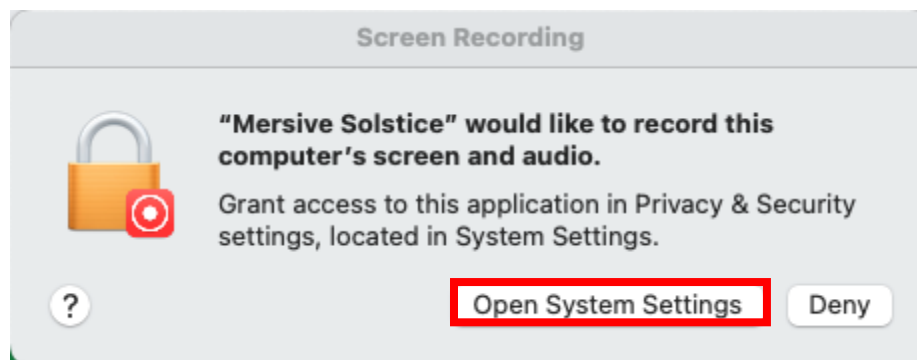 Screen Recording
“Mersive Solstice” would like to record this
computer’s screen and audio.
Grant access to this application in Privacy & Security
settings, located in System Settings.
?
Open System Settings
Deny